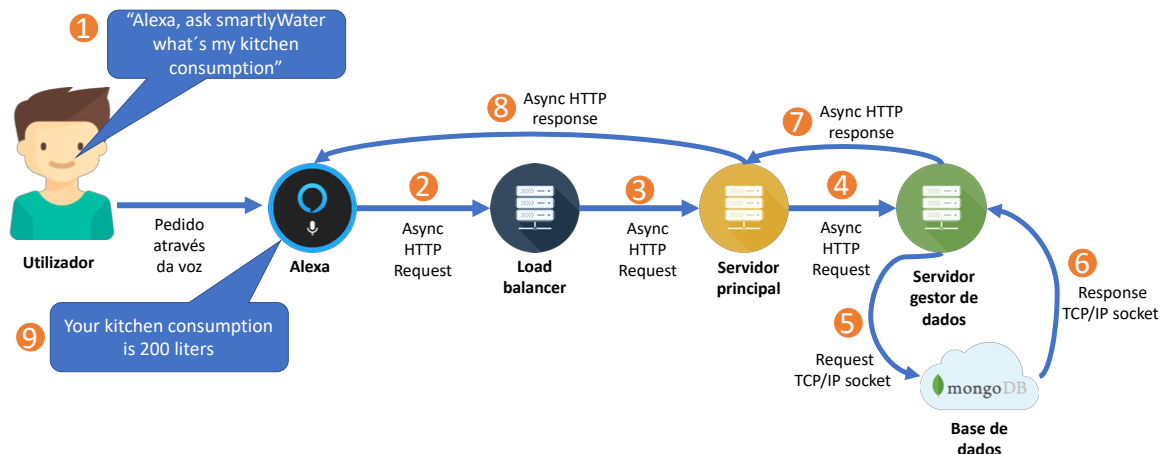 1
“Alexa, ask smartlyWater
what´s my kitchen
consumption”
Utilizador
Pedido
através
da voz
Alexa
2
Async
HTTP
Request
Load
balancer
3
Async
HTTP
Request
Servidor
principal
4
Async
HTTP
Request
Servidor
gestor de
dados
5
Request
TCP/IP socket
mongoDB
Base de
dados
6
Response
TCP/IP socket
7
Async HTTP
response
8
Async HTTP
response
9
Your kitchen consumption
is 200 liters